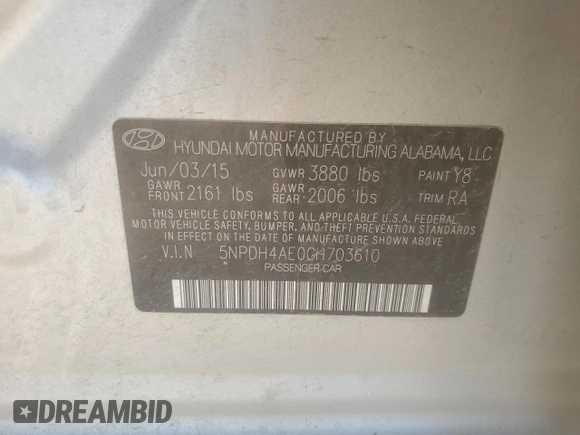 MANUFACTURED BY
HYUNDAI MOTOR MANUFACTURING ALABAMA, LLC
Jun/03/15 GVWR 3880 lbs PAINT Y8
GAWR FRONT 2161 lbs GAWR REAR 2006 lbs TRIM RA
THIS VEHICLE CONFORMS TO ALL APPLICABLE U.S.A. FEDERAL
MOTOR VEHICLE SAFETY, BUMPER, AND THEFT PREVENTION STANDARDS
IN EFFECT ON THE DATE OF MANUFACTURE SHOWN ABOVE.
V.I.N 5NPDH4AE0GH703610
PASSENGER CAR
DREAMBID